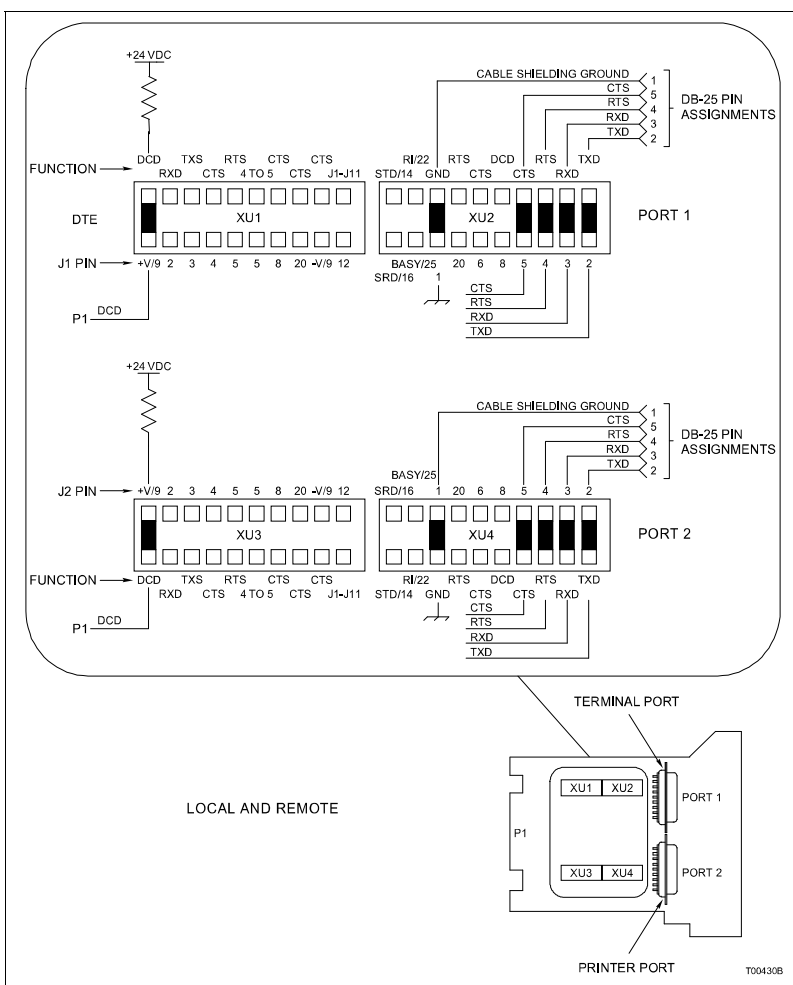 +24 VDC
CABLE SHIELDING GROUND 1
CTS 5
RTS 4
RXD 3
TXD 2
DB-25 PIN
ASSIGNMENTS
DCD TXS RTS CTS CTS RI/22 RTS DCD RTS TXD
FUNCTION RXD CTS 4 TO 5 CTS J1-J11 STD/14 GND CTS CTS RXD
DTE XU1 XU2 PORT 1
J1 PIN +V/9 2 3 4 5 5 8 20 -V/9 12 BASY/25 20 6 8 5 4 3 2
SRD/16 1
CTS
RTS
RXD
TXD
P1 DCD
+24 VDC
CABLE SHIELDING GROUND 1
CTS 5
RTS 4
RXD 3
TXD 2
DB-25 PIN
ASSIGNMENTS
BASY/25
J2 PIN +V/9 2 3 4 5 5 8 20 -V/9 12 SRD/16 1 20 6 8 5 4 3 2
XU3 XU4 PORT 2
FUNCTION DCD TXS RTS CTS CTS RI/22 RTS DCD RTS TXD
RXD CTS 4 TO 5 CTS J1-J11 STD/14 GND CTS CTS RXD
P1 DCD
CTS
RTS
RXD
TXD
TERMINAL PORT
XU1 XU2 PORT 1
LOCAL AND REMOTE
P1
XU3 XU4 PORT 2
PRINTER PORT
T00430B